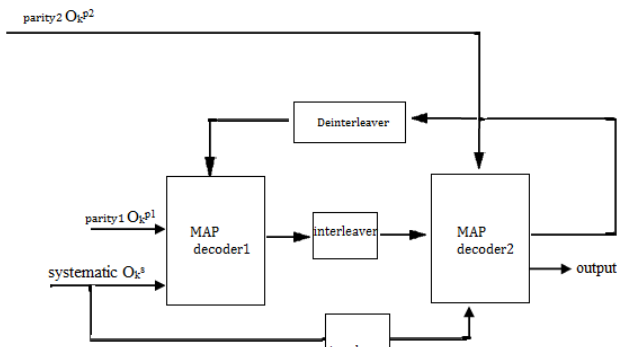 parity2 Oₖᵖ²
Deinterleaver
parity1 Oₖᵖ¹
MAP
decoder1
interleaver
MAP
decoder2
systematic Oₖˢ
output